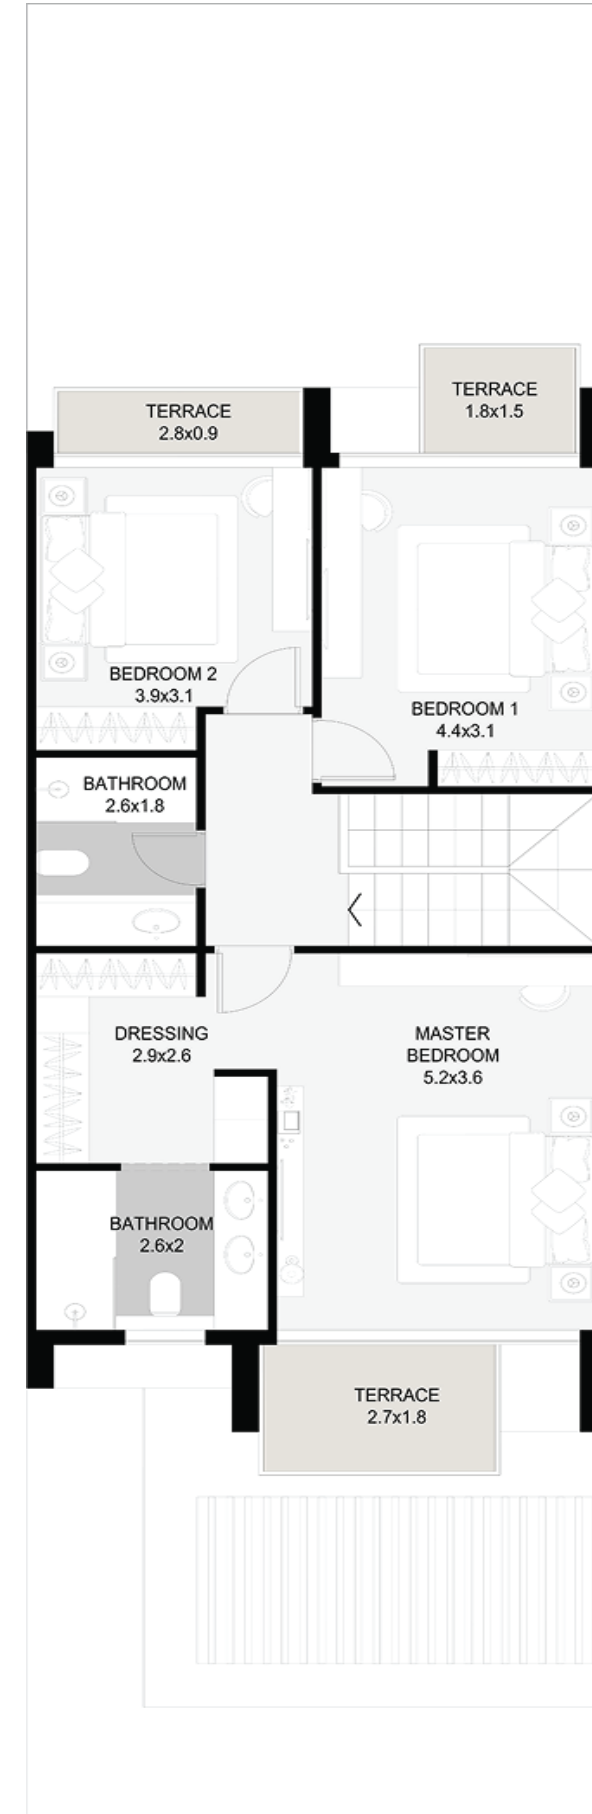 TERRACE
2.8x0.9
TERRACE
1.8x1.5
BEDROOM 2
3.9x3.1
BEDROOM 1
4.4x3.1
BATHROOM
2.6x1.8
DRESSING
2.9x2.6
MASTER
BEDROOM
5.2x3.6
BATHROOM
2.6x2
TERRACE
2.7x1.8